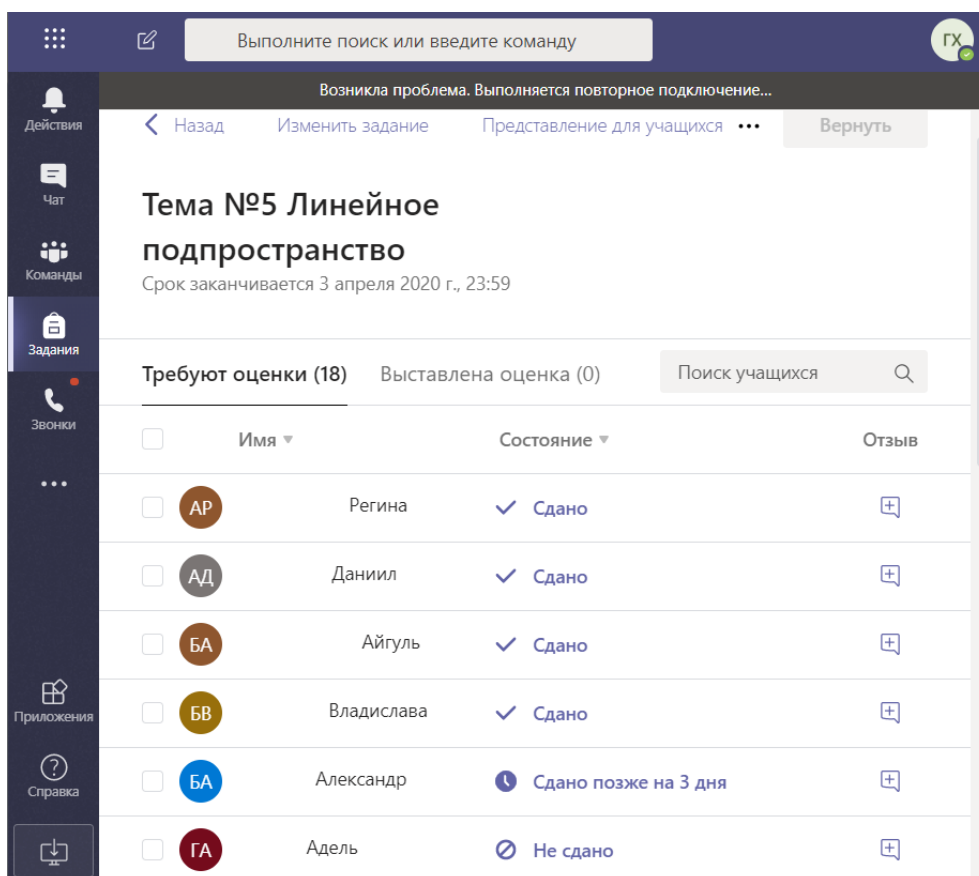 Выполните поиск или введите команду
ГХ
Возникла проблема. Выполняется повторное подключение...
Действия
Чат
Команды
Задания
Звонки
Приложения
Справка
Назад Изменить задание Представление для учащихся ••• Вернуть
Тема №5 Линейное
подпространство
Срок заканчивается 3 апреля 2020 г., 23:59
Требуют оценки (18) Выставлена оценка (0) Поиск учащихся
Имя Состояние Отзыв
АР Регина Сдано
АД Даниил Сдано
БА Айгуль Сдано
БВ Владислава Сдано
БА Александр Сдано позже на 3 дня
ГА Адель Не сдано